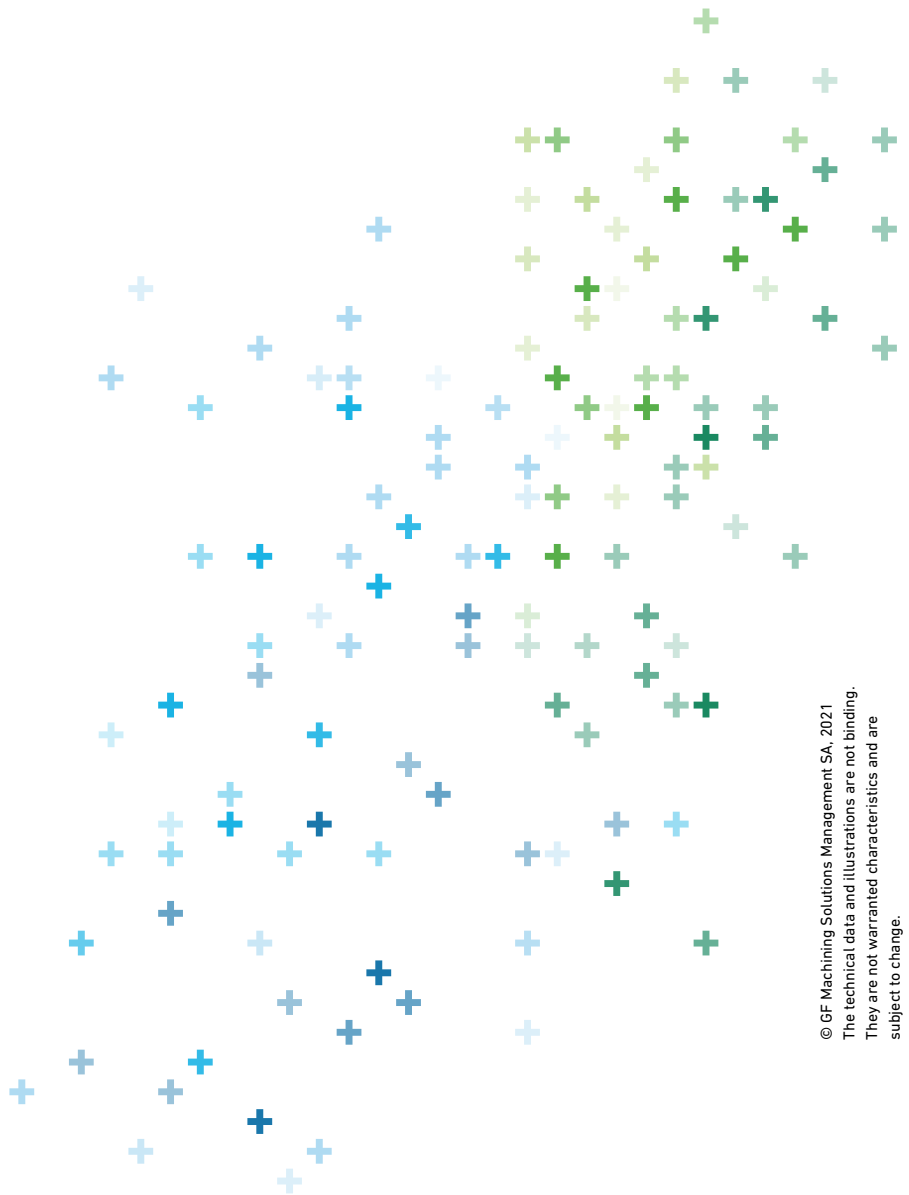 © GF Machining Solutions Management SA, 2021
The technical data and illustrations are not binding.
They are not warranted characteristics and are
subject to change.